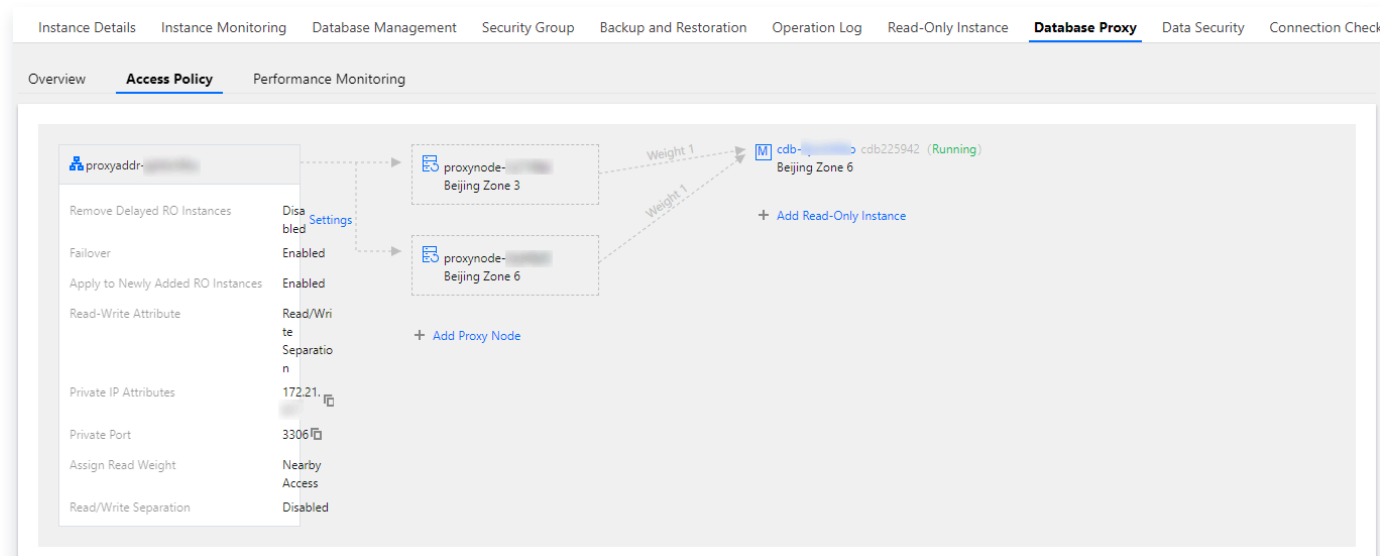 Instance Details Instance Monitoring Database Management Security Group Backup and Restoration Operation Log Read-Only Instance Database Proxy Data Security Connection Check
Overview Access Policy Performance Monitoring
proxyaddr-
Remove Delayed RO Instances Disa
bled Settings
Failover Enabled
Apply to Newly Added RO Instances Enabled
Read-Write Attribute Read/Wri
te
Separatio
n
Private IP Attributes 172.21.
Private Port 3306
Assign Read Weight Nearby
Access
Read/Write Separation Disabled
proxynode-
Beijing Zone 3
proxynode-
Beijing Zone 6
+ Add Proxy Node
Weight 1
Weight 1
M cdb- o cdb225942 (Running)
Beijing Zone 6
+ Add Read-Only Instance